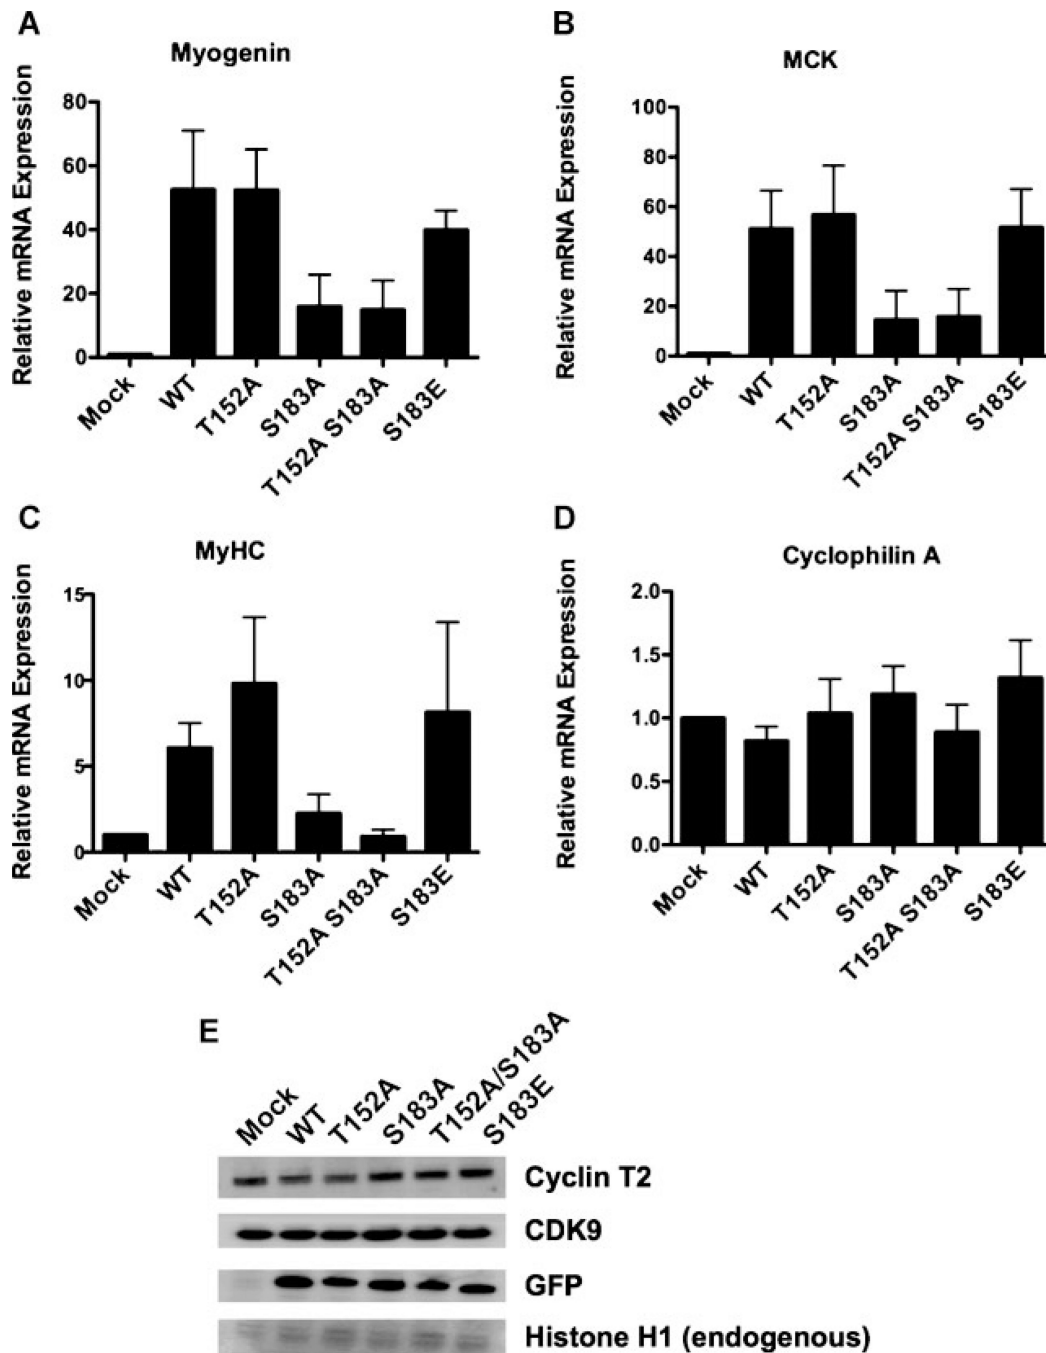 A
Myogenin
Relative mRNA Expression
80
60
40
20
0
Mock
WT
T152A
S183A
T152A S183A
S183E
B
MCK
Relative mRNA Expression
100
80
60
40
20
0
Mock
WT
T152A
S183A
T152A S183A
S183E
C
MyHC
Relative mRNA Expression
15
10
5
0
Mock
WT
T152A
S183A
T152A S183A
S183E
D
Cyclophilin A
Relative mRNA Expression
2.0
1.5
1.0
0.5
0.0
Mock
WT
T152A
S183A
T152A S183A
S183E
E
Mock
WT
T152A
S183A
T152A/S183A
S183E
Cyclin T2
CDK9
GFP
Histone H1 (endogenous)